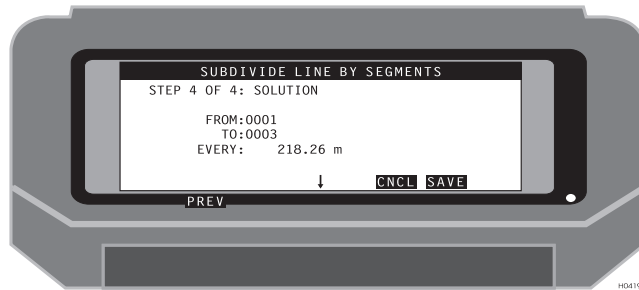 SUBDIVIDE LINE BY SEGMENTS
STEP 4 OF 4: SOLUTION
FROM:0001
TO:0003
EVERY: 218.26 m
↓ CNCL SAVE
PREV
H0419